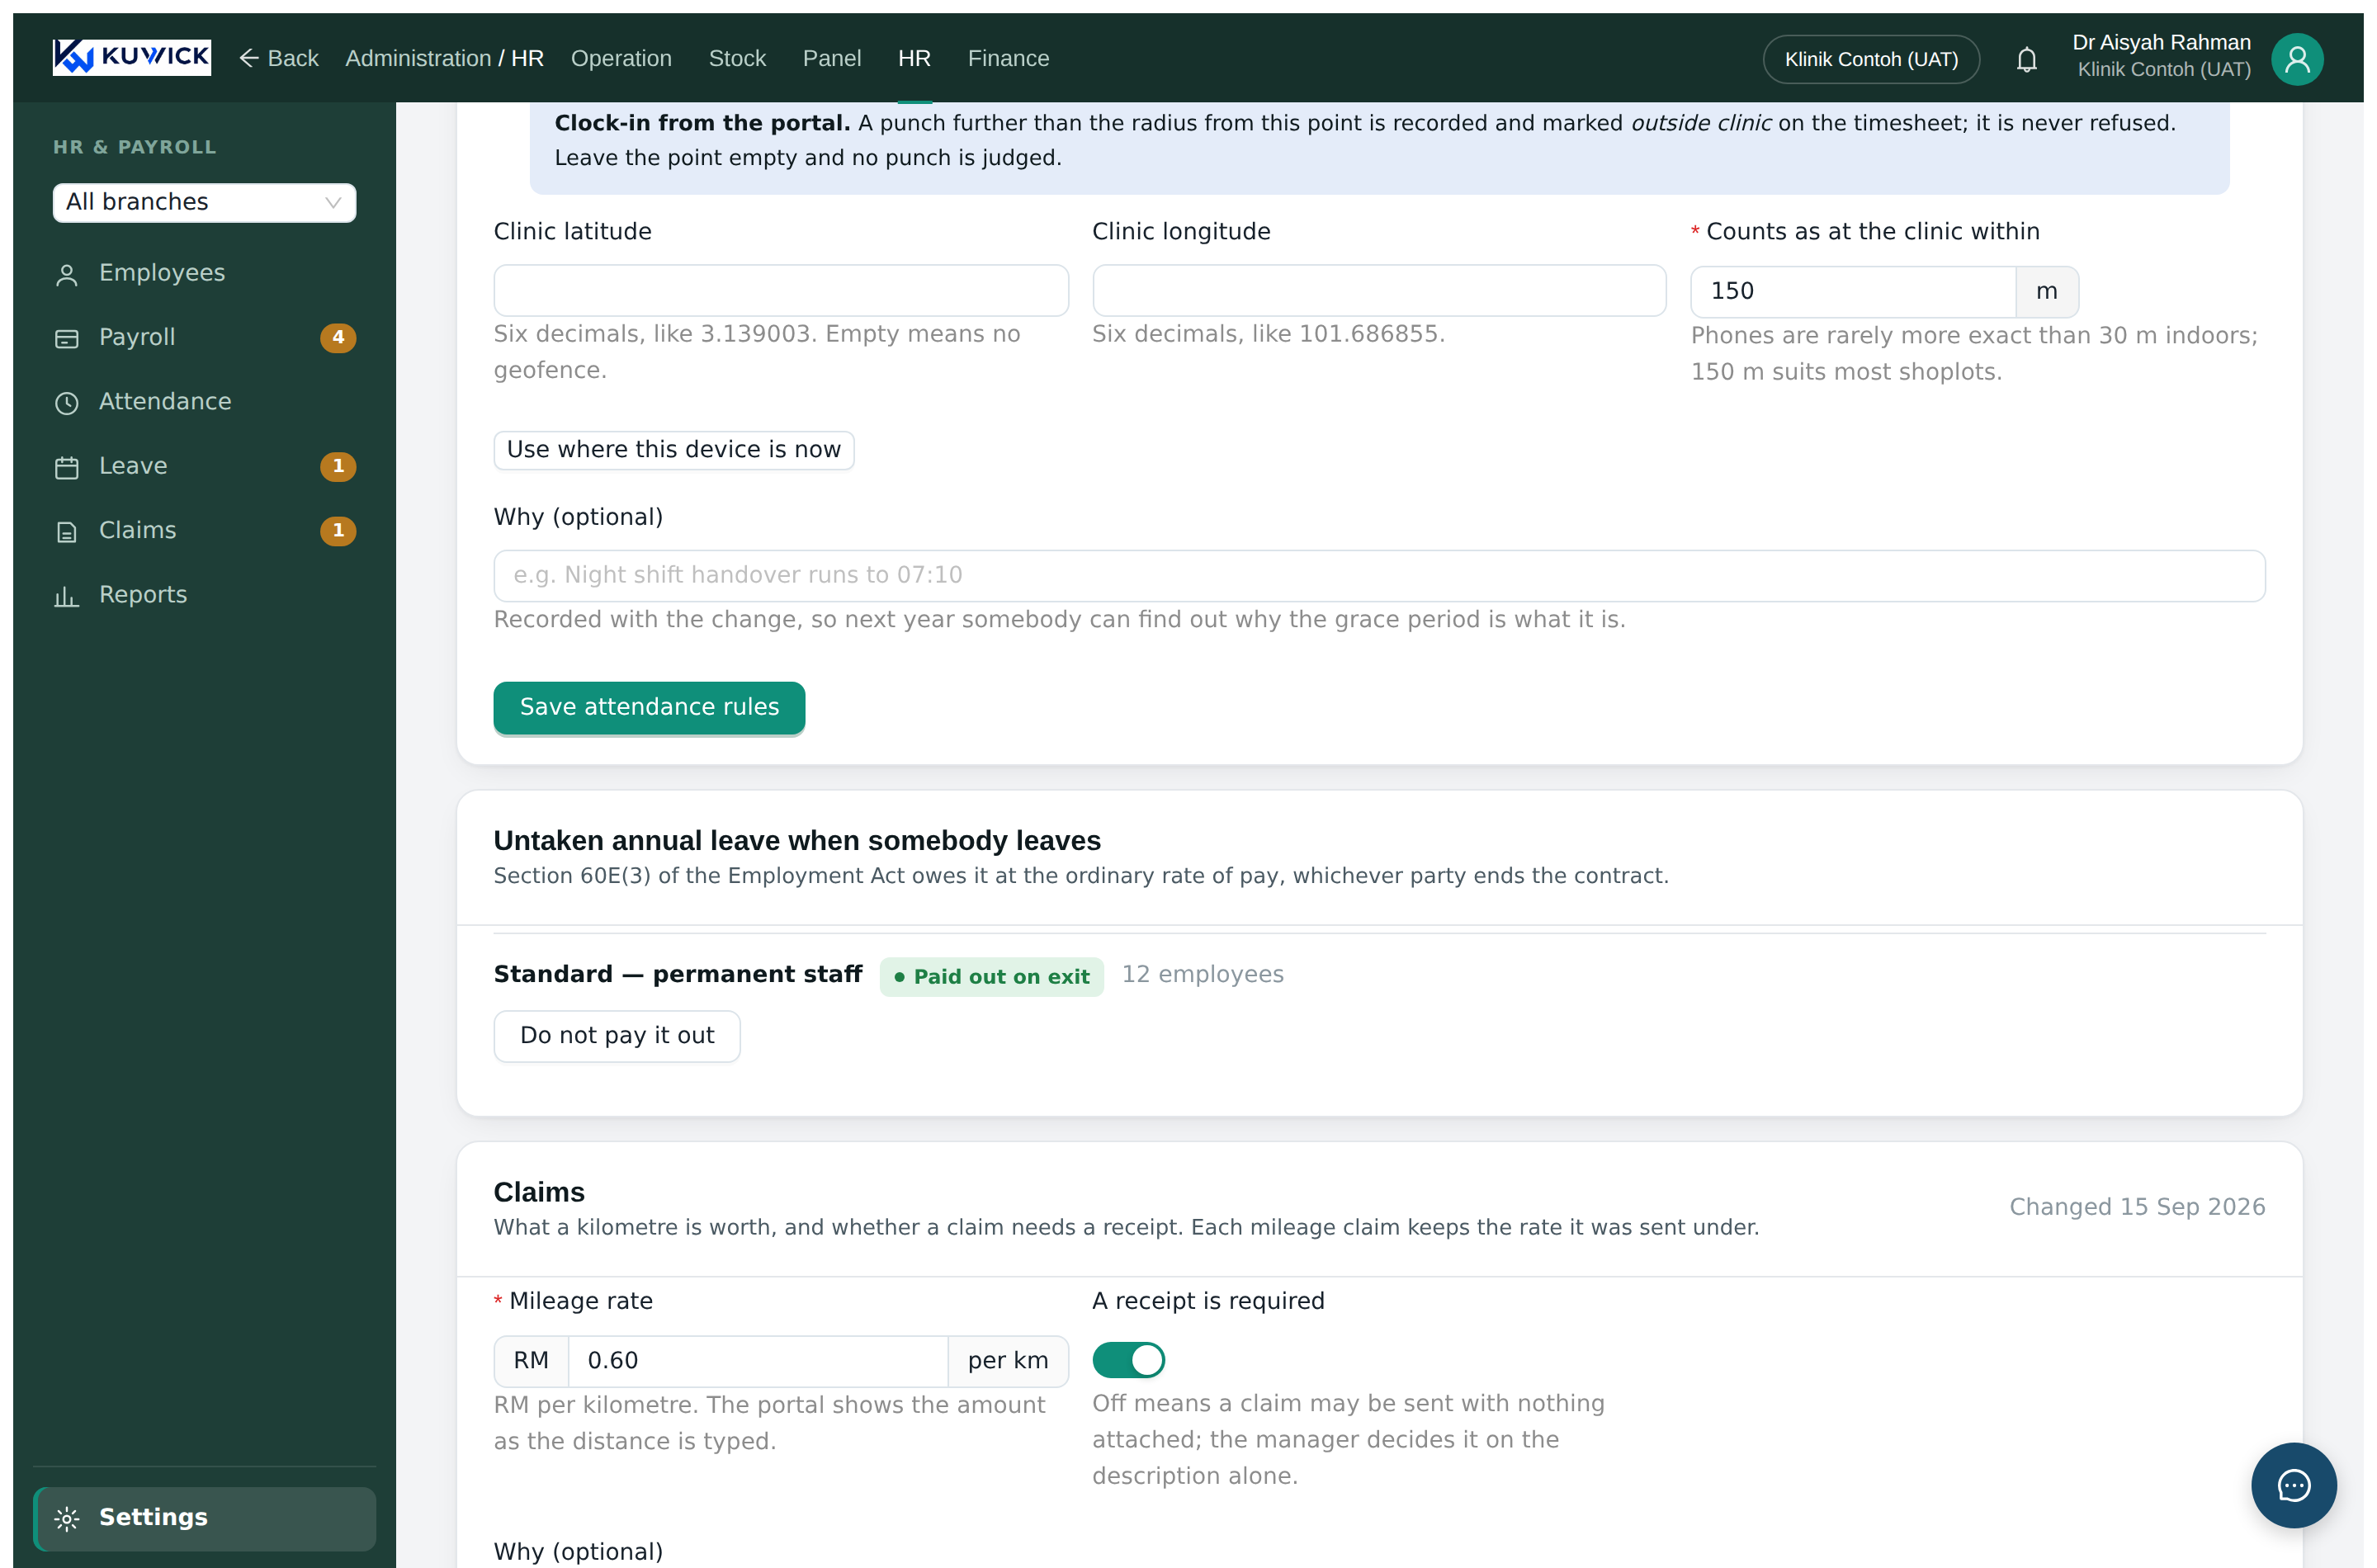 KUWICK
Back
Administration / HR
Operation
Stock
Panel
HR
Finance
Klinik Contoh (UAT)
Dr Aisyah Rahman
Klinik Contoh (UAT)
HR & PAYROLL
All branches
Employees
Payroll
4
Attendance
Leave
1
Claims
1
Reports
Settings
Clock-in from the portal. A punch further than the radius from this point is recorded and marked outside clinic on the timesheet; it is never refused.
Leave the point empty and no punch is judged.
Clinic latitude
Six decimals, like 3.139003. Empty means no
geofence.
Clinic longitude
Six decimals, like 101.686855.
* Counts as at the clinic within
150
m
Phones are rarely more exact than 30 m indoors;
150 m suits most shoplots.
Use where this device is now
Why (optional)
e.g. Night shift handover runs to 07:10
Recorded with the change, so next year somebody can find out why the grace period is what it is.
Save attendance rules
Untaken annual leave when somebody leaves
Section 60E(3) of the Employment Act owes it at the ordinary rate of pay, whichever party ends the contract.
Standard — permanent staff
Paid out on exit
12 employees
Do not pay it out
Claims
What a kilometre is worth, and whether a claim needs a receipt. Each mileage claim keeps the rate it was sent under.
Changed 15 Sep 2026
* Mileage rate
RM
0.60
per km
RM per kilometre. The portal shows the amount
as the distance is typed.
A receipt is required
Off means a claim may be sent with nothing
attached; the manager decides it on the
description alone.
Why (optional)